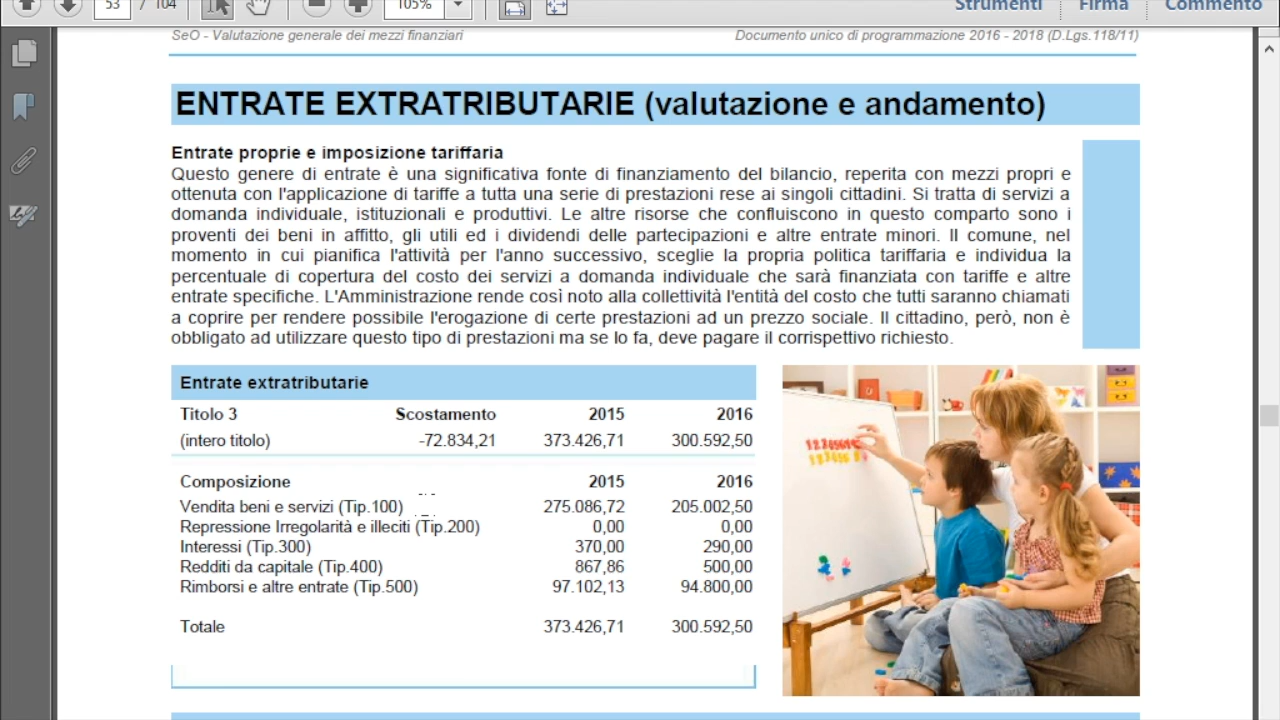 53 / 104 105% Strumenti Firma Commento
SeO - Valutazione generale dei mezzi finanziari Documento unico di programmazione 2016 - 2018 (D.Lgs.118/11)
ENTRATE EXTRATRIBUTARIE (valutazione e andamento)
Entrate proprie e imposizione tariffaria
Questo genere di entrate è una significativa fonte di finanziamento del bilancio, reperita con mezzi propri e
ottenuta con l'applicazione di tariffe a tutta una serie di prestazioni rese ai singoli cittadini. Si tratta di servizi a
domanda individuale, istituzionali e produttivi. Le altre risorse che confluiscono in questo comparto sono i
proventi dei beni in affitto, gli utili ed i dividendi delle partecipazioni e altre entrate minori. Il comune, nel
momento in cui pianifica l'attività per l'anno successivo, sceglie la propria politica tariffaria e individua la
percentuale di copertura del costo dei servizi a domanda individuale che sarà finanziata con tariffe e altre
entrate specifiche. L'Amministrazione rende così noto alla collettività l'entità del costo che tutti saranno chiamati
a coprire per rendere possibile l'erogazione di certe prestazioni ad un prezzo sociale. Il cittadino, però, non è
obbligato ad utilizzare questo tipo di prestazioni ma se lo fa, deve pagare il corrispettivo richiesto.
Entrate extratributarie
Titolo 3 Scostamento 2015 2016
(intero titolo) -72.834,21 373.426,71 300.592,50
Composizione 2015 2016
Vendita beni e servizi (Tip.100) 275.086,72 205.002,50
Repressione Irregolarità e illeciti (Tip.200) 0,00 0,00
Interessi (Tip.300) 370,00 290,00
Redditi da capitale (Tip.400) 867,86 500,00
Rimborsi e altre entrate (Tip.500) 97.102,13 94.800,00
Totale 373.426,71 300.592,50